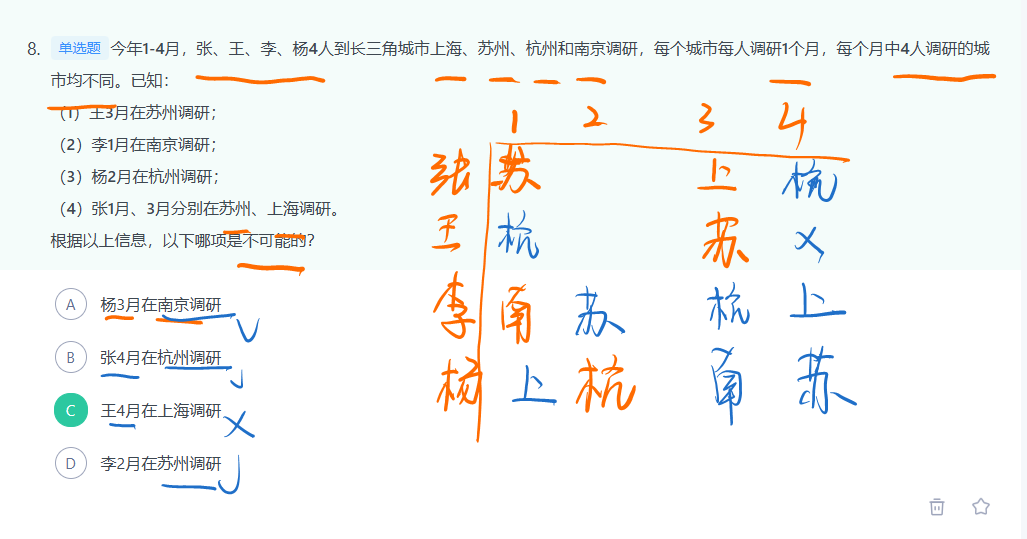 8. 单选题 今年1-4月，张、王、李、杨4人到长三角城市上海、苏州、杭州和南京调研，每个城市每人调研1个月，每个月中4人调研的城
市均不同。已知：
（1）王3月在苏州调研；
（2）李1月在南京调研；
（3）杨2月在杭州调研；
（4）张1月、3月分别在苏州、上海调研。
根据以上信息，以下哪项是不可能的？
A 杨3月在南京调研
B 张4月在杭州调研
C 王4月在上海调研
D 李2月在苏州调研
1 2 3 4
张 苏 上 杭
王 杭 苏 ×
李 南 苏 杭 上
杨 上 杭 南 苏